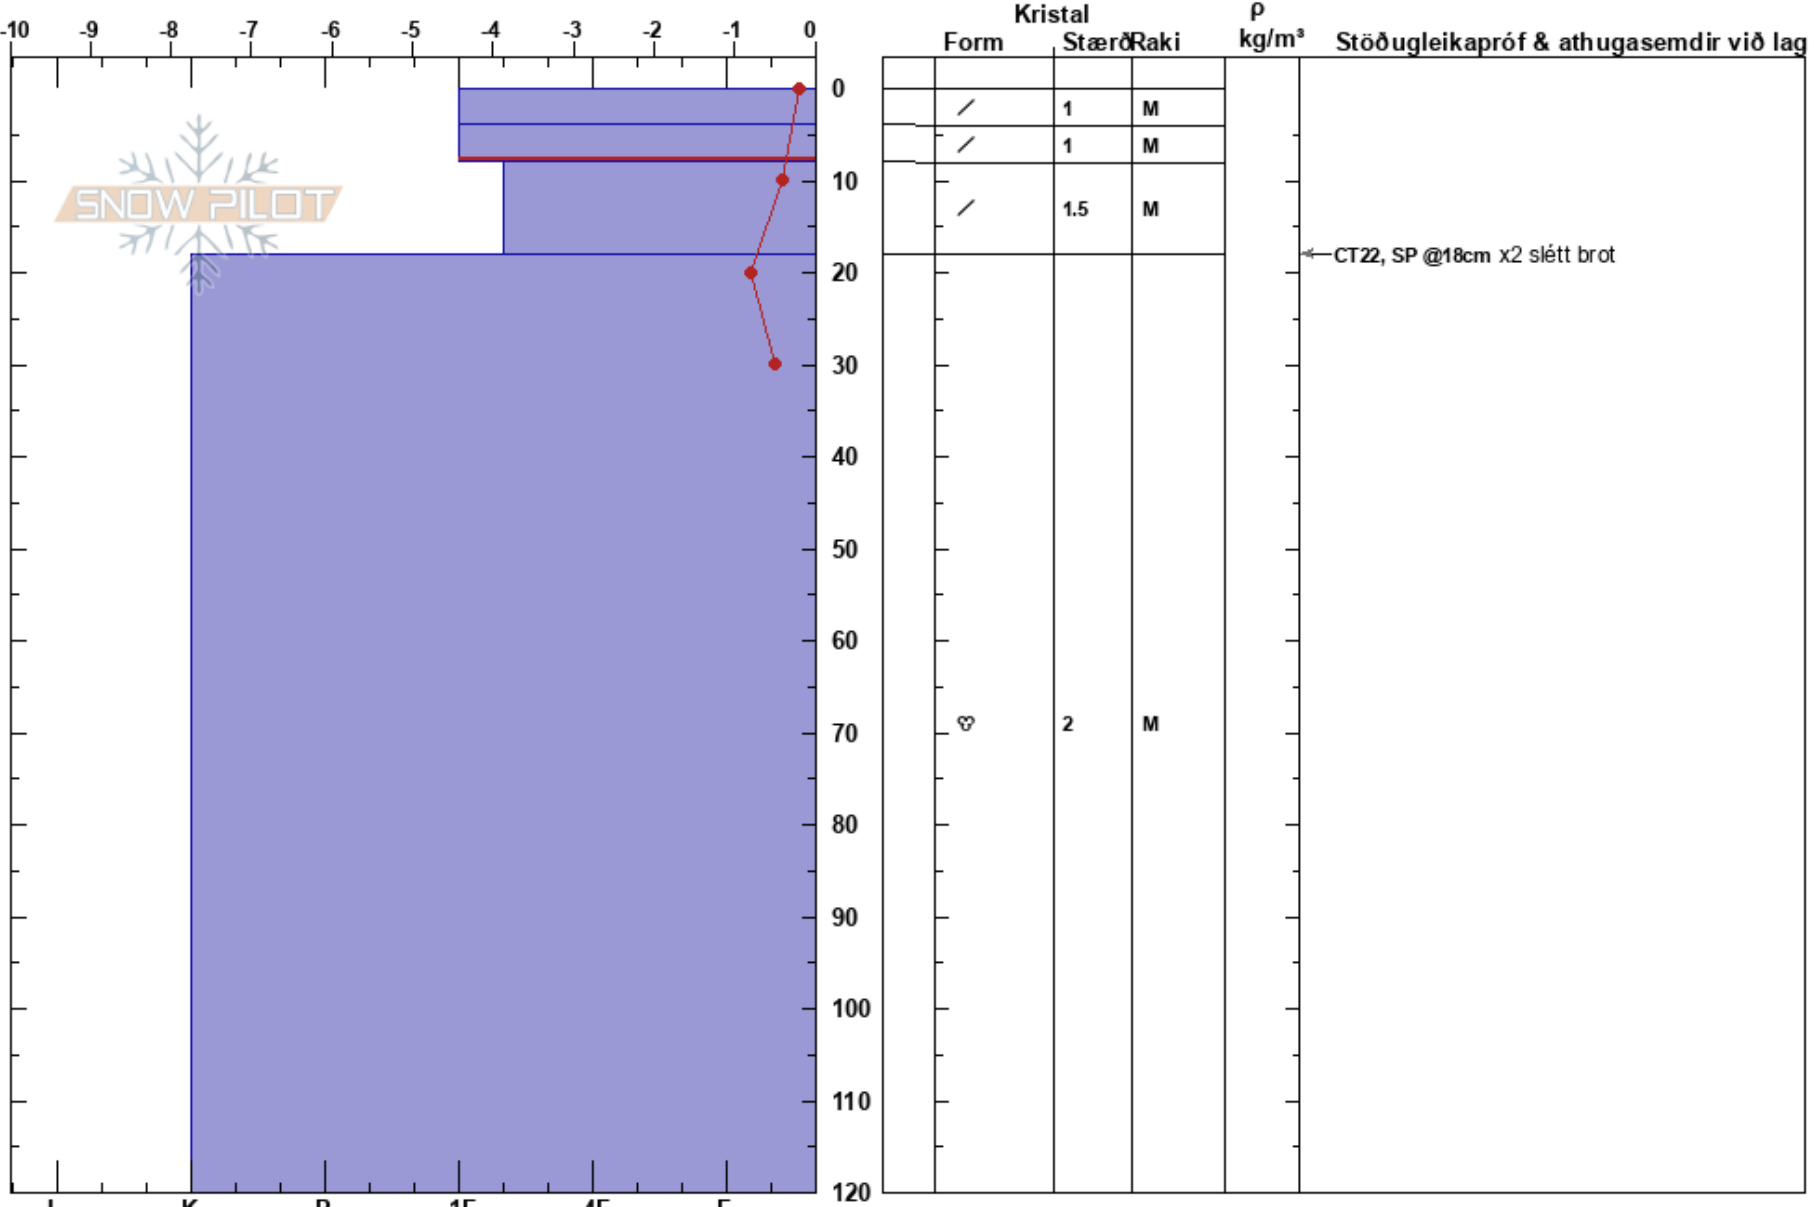 Kristal
ρ
-10 -9 -8 -7 -6 -5 -4 -3 -2 -1 0
Form Stærð Raki kg/m³ Stöðugleikapróf & athugasemdir við lag
0
1 M
1 M
SNOW PILOT
10
1.5 M
CT22, SP @18cm x2 slétt brot
20
30
40
50
60
70
2 M
80
90
100
110
120
I K P 1F 4F F